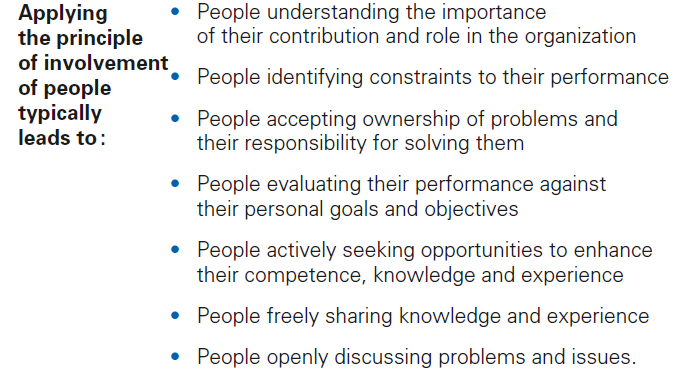 Applying
the principle
of involvement
of people
typically
leads to:
• People understanding the importance
of their contribution and role in the organization
• People identifying constraints to their performance
• People accepting ownership of problems and
their responsibility for solving them
• People evaluating their performance against
their personal goals and objectives
• People actively seeking opportunities to enhance
their competence, knowledge and experience
• People freely sharing knowledge and experience
• People openly discussing problems and issues.